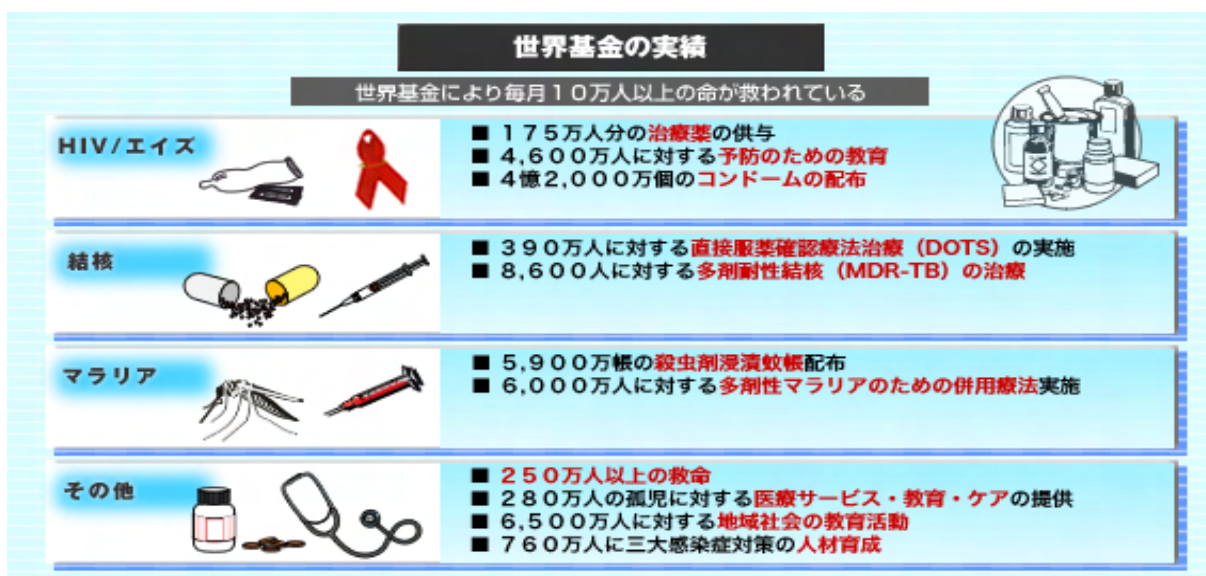 世界基金の実績
世界基金により毎月10万人以上の命が救われている
HIV/エイズ
■ 175万人分の治療薬の供与
■ 4,600万人に対する予防のための教育
■ 4億2,000万個のコンドームの配布
結核
■ 390万人に対する直接服薬確認療法治療（DOTS）の実施
■ 8,600人に対する多剤耐性結核（MDR-TB）の治療
マラリア
■ 5,900万帳の殺虫剤浸漬蚊帳配布
■ 6,000万人に対する多剤性マラリアのための併用療法実施
その他
■ 250万人以上の救命
■ 280万人の孤児に対する医療サービス・教育・ケアの提供
■ 6,500万人に対する地域社会の教育活動
■ 760万人に三大感染症対策の人材育成